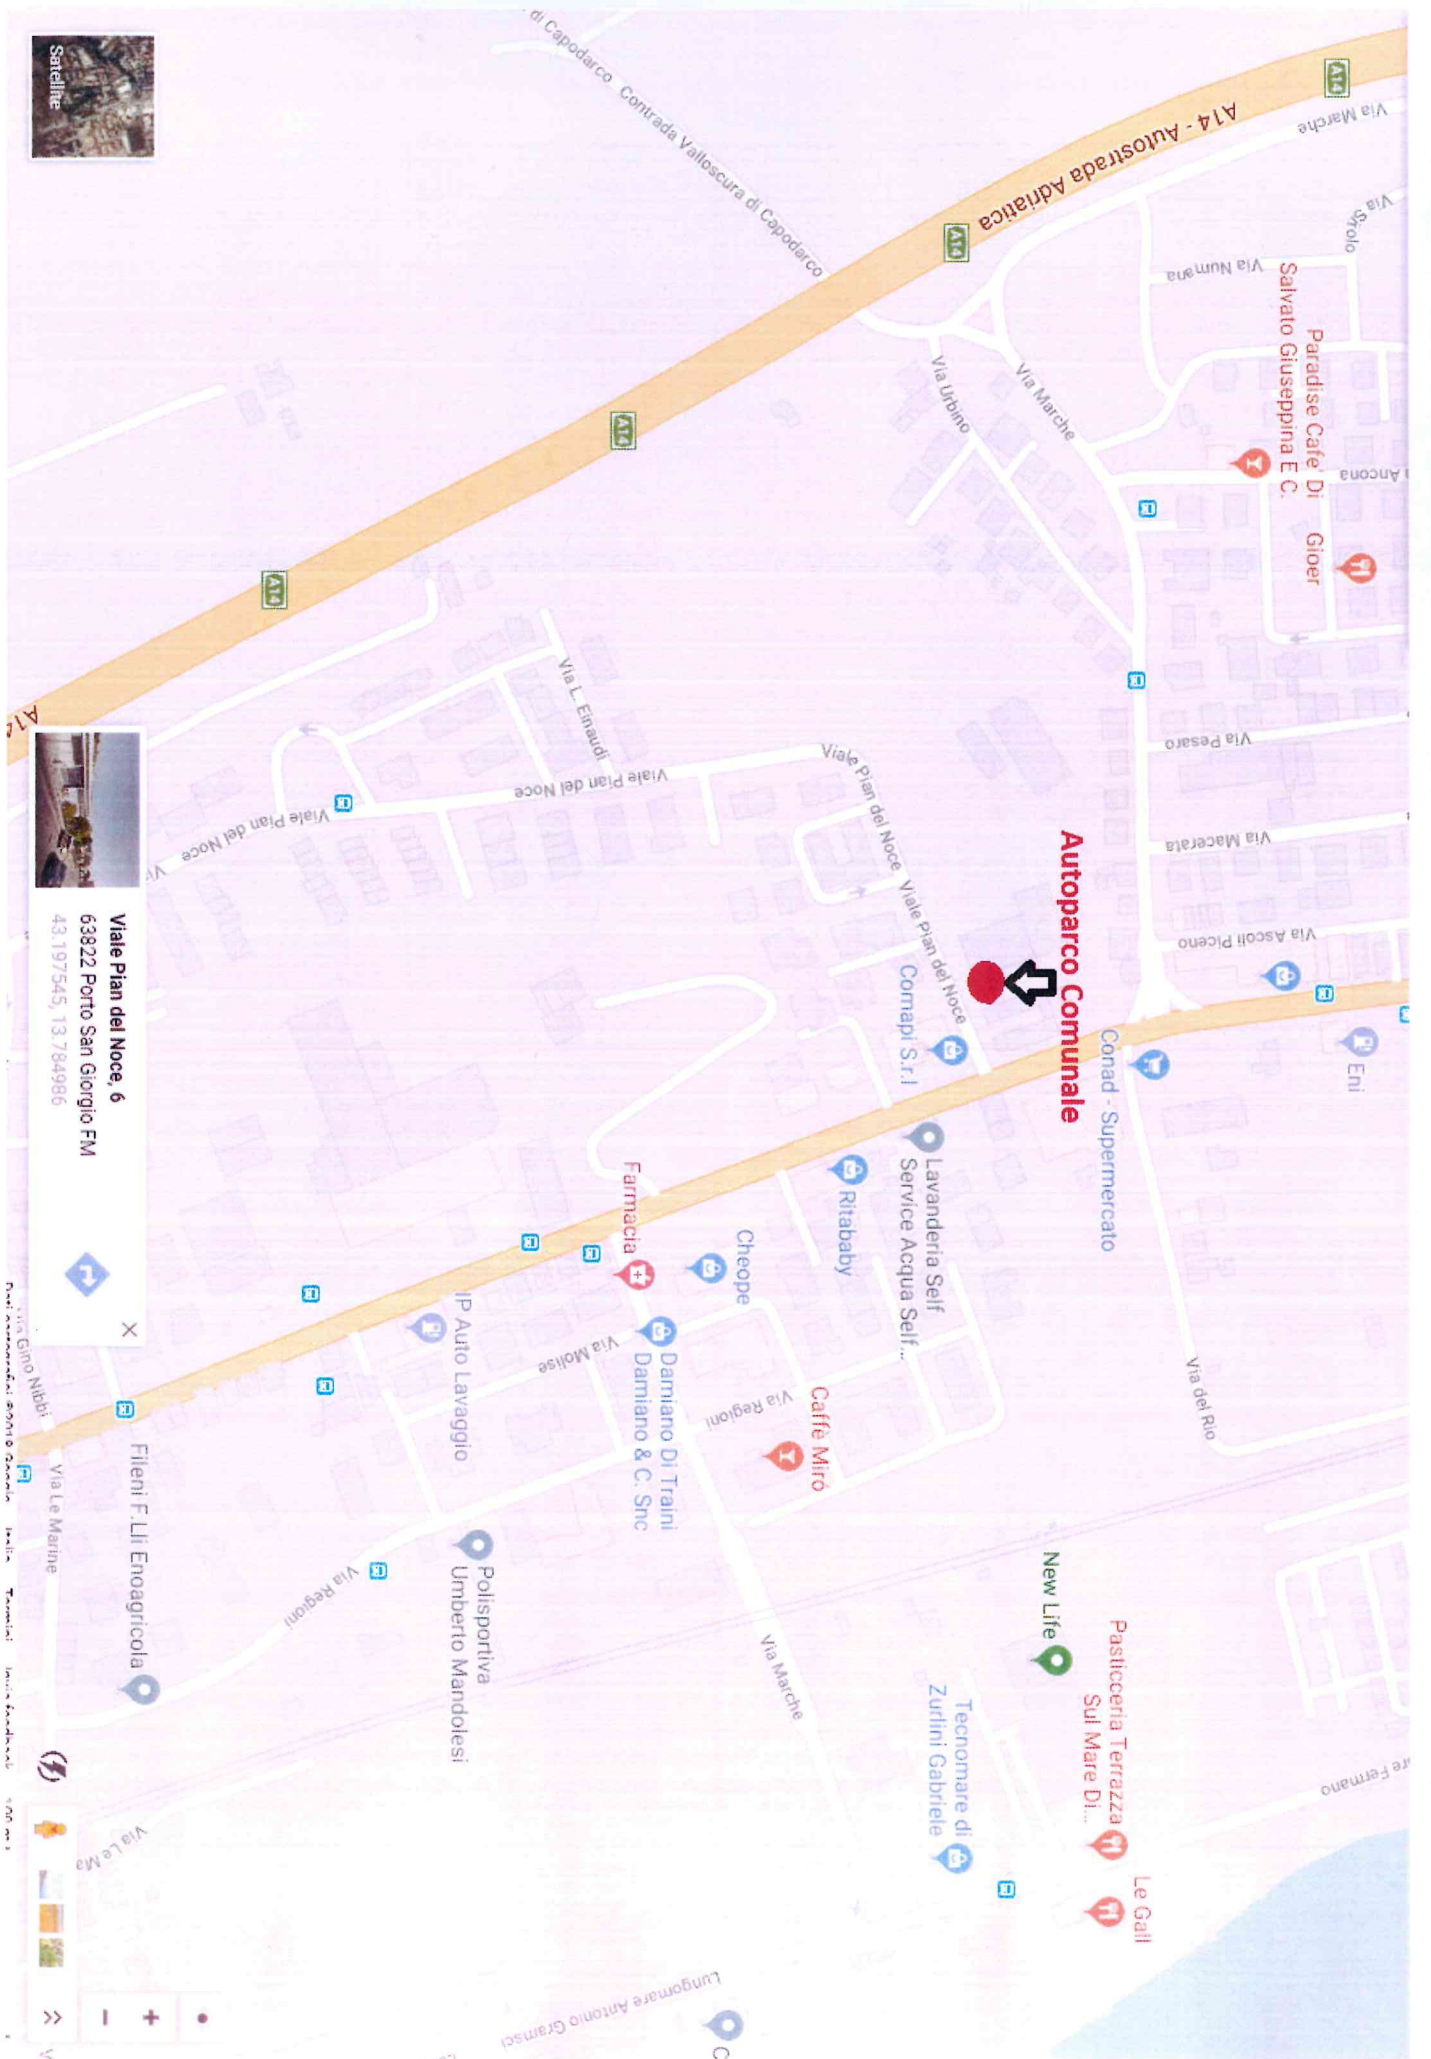 A14
Via Marche
A14 - Autostrada Adriatica
Via Sirolo
Via Numana
Paradise Cafe' Di
Salvato Giuseppina E C.
Gioer
Ancona
A14
di Capodarco
Contrada Valloscura di Capodarco
Satellite
Via Marche
Via Urbino
A14
A14
A14
Via Pesaro
Via Macerata
Via Ascoli Piceno
Eni
Via L. Einaudi
Viale Pian del Noce
Viale Pian del Noce
Viale Pian del Noce
Viale Pian del Noce
Autoparco Comunale
Comapi S.r.l
Conad - Supermercato
Lavanderia Self
Service Acqua Self...
Ritababy
Cheope
Farmacia
Via del Rio
Damiano Di Traini
Damiano & C. Snc
Via Molise
Via Regioni
Caffè Miró
IP Auto Lavaggio
Polisportiva
Umberto Mandolesi
Via Regioni
Via Marche
New Life
Pasticceria Terrazza
Sul Mare Di...
Le Gall
Tecnomare di
Zurlini Gabriele
re Fermano
Lungomare Antonio Gramsci
C
Fileni F.Lli Enoagricola
Via Le Marine
Gino Nibbi
Via Le Ma
Viale Pian del Noce, 6
63822 Porto San Giorgio FM
43.197545, 13.784986